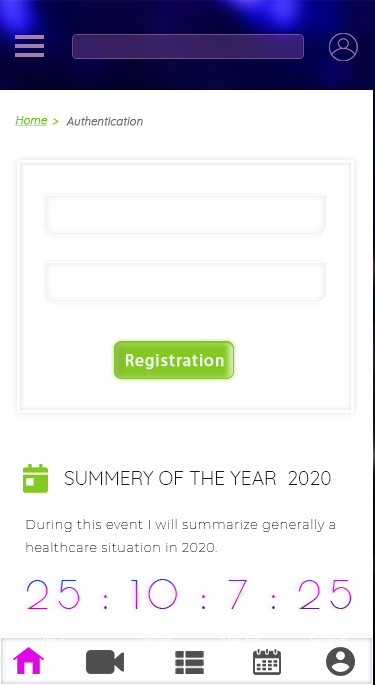 Home > Authentication
Registration
SUMMERY OF THE YEAR 2020
During this event I will summarize generally a
healthcare situation in 2020.
25 : 10 : 7 : 25